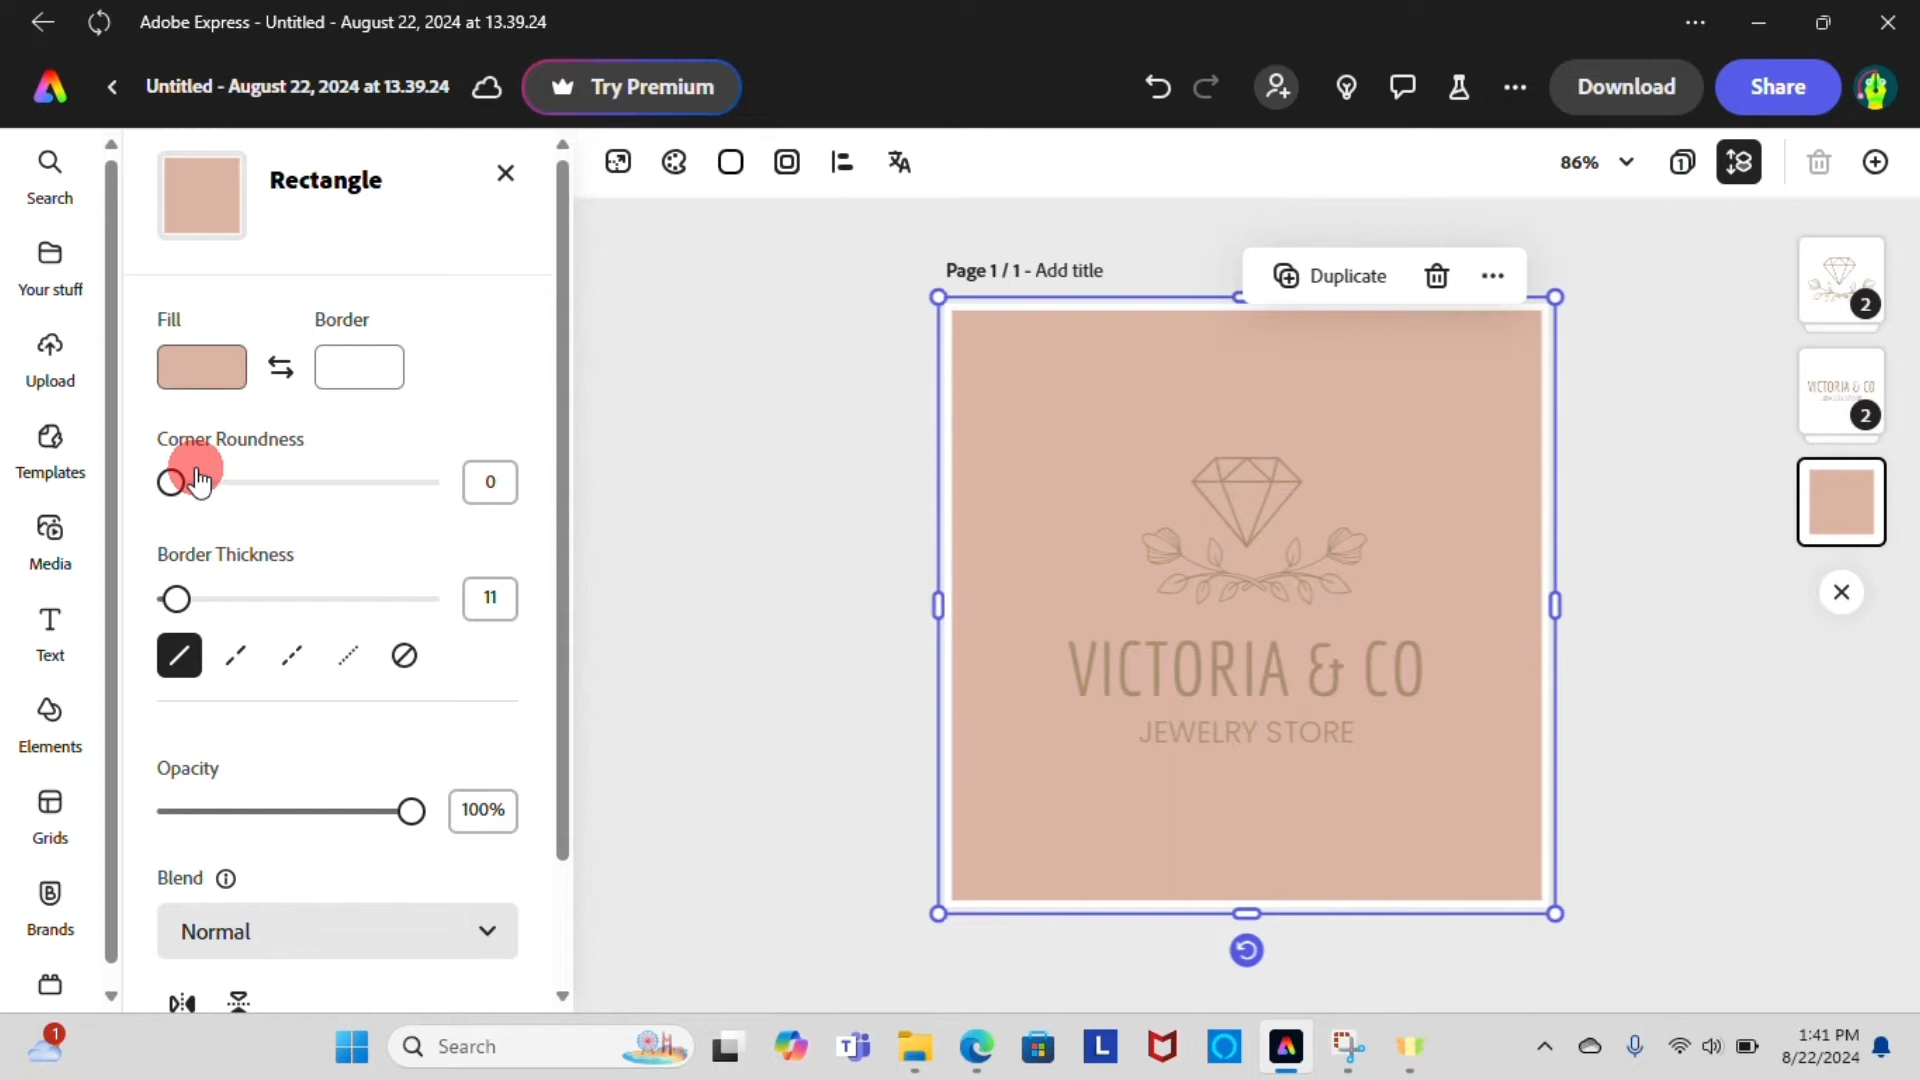 Adobe Express - Untitled - August 22, 2024 at 13.39.24
Untitled - August 22, 2024 at 13.39.24
Try Premium
Download
Share
Search
Your stuff
Upload
Templates
Media
Text
Elements
Grids
Brands
Rectangle
Fill
Border
Corner Roundness
0
Border Thickness
11
Opacity
100%
Blend
Normal
86%
1
Page 1 / 1 - Add title
Duplicate
VICTORIA & CO
JEWELRY STORE
2
VICTORIA & CO
2
1
Search
1:41 PM
8/22/2024